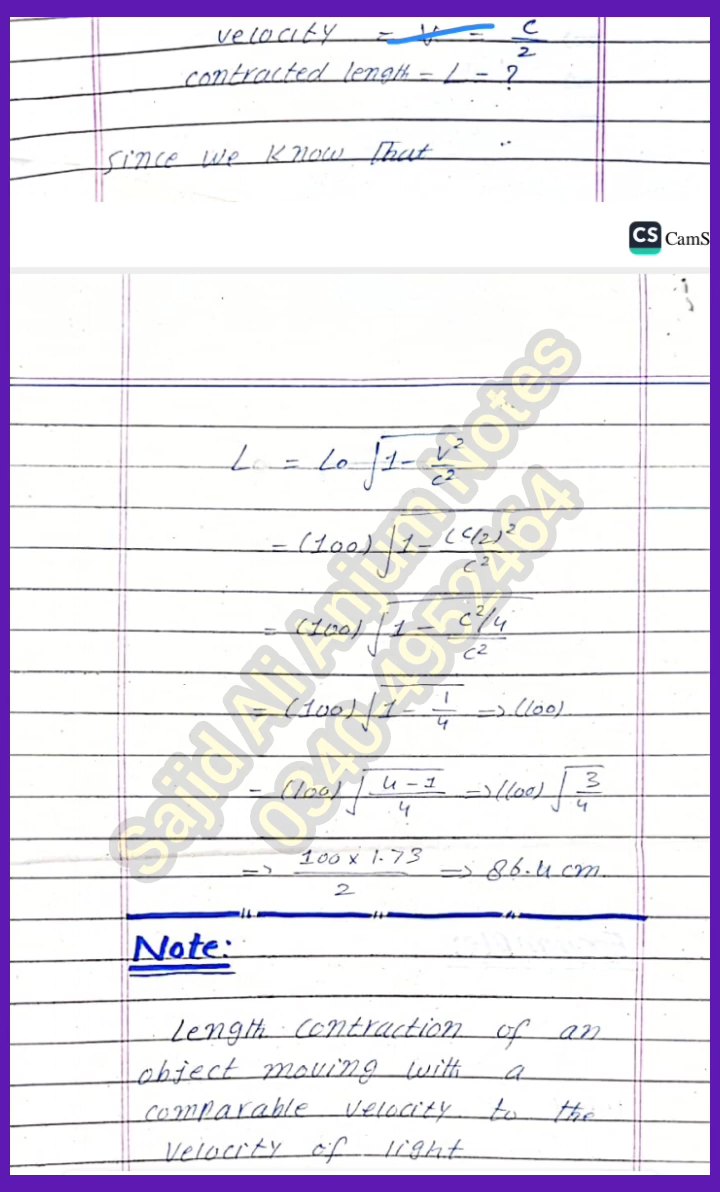 velocity = v = c/2
contracted length = L = ?
Since we know That
CS CamS
L = Lo √1 - v²/c²
= (100) √1 - (c/2)²/c²
= (100) √1 - c²/4/c²
= (100) √1 - 1/4 => (100)
= (100) √4-1/4 => (100) √3/4
=> 100 x 1.73/2 => 86.4 cm.
Sajid Ali Anjum Notes
0340-4952464
Note:
Length contraction of an
object moving with a
comparable velocity to the
velocity of light